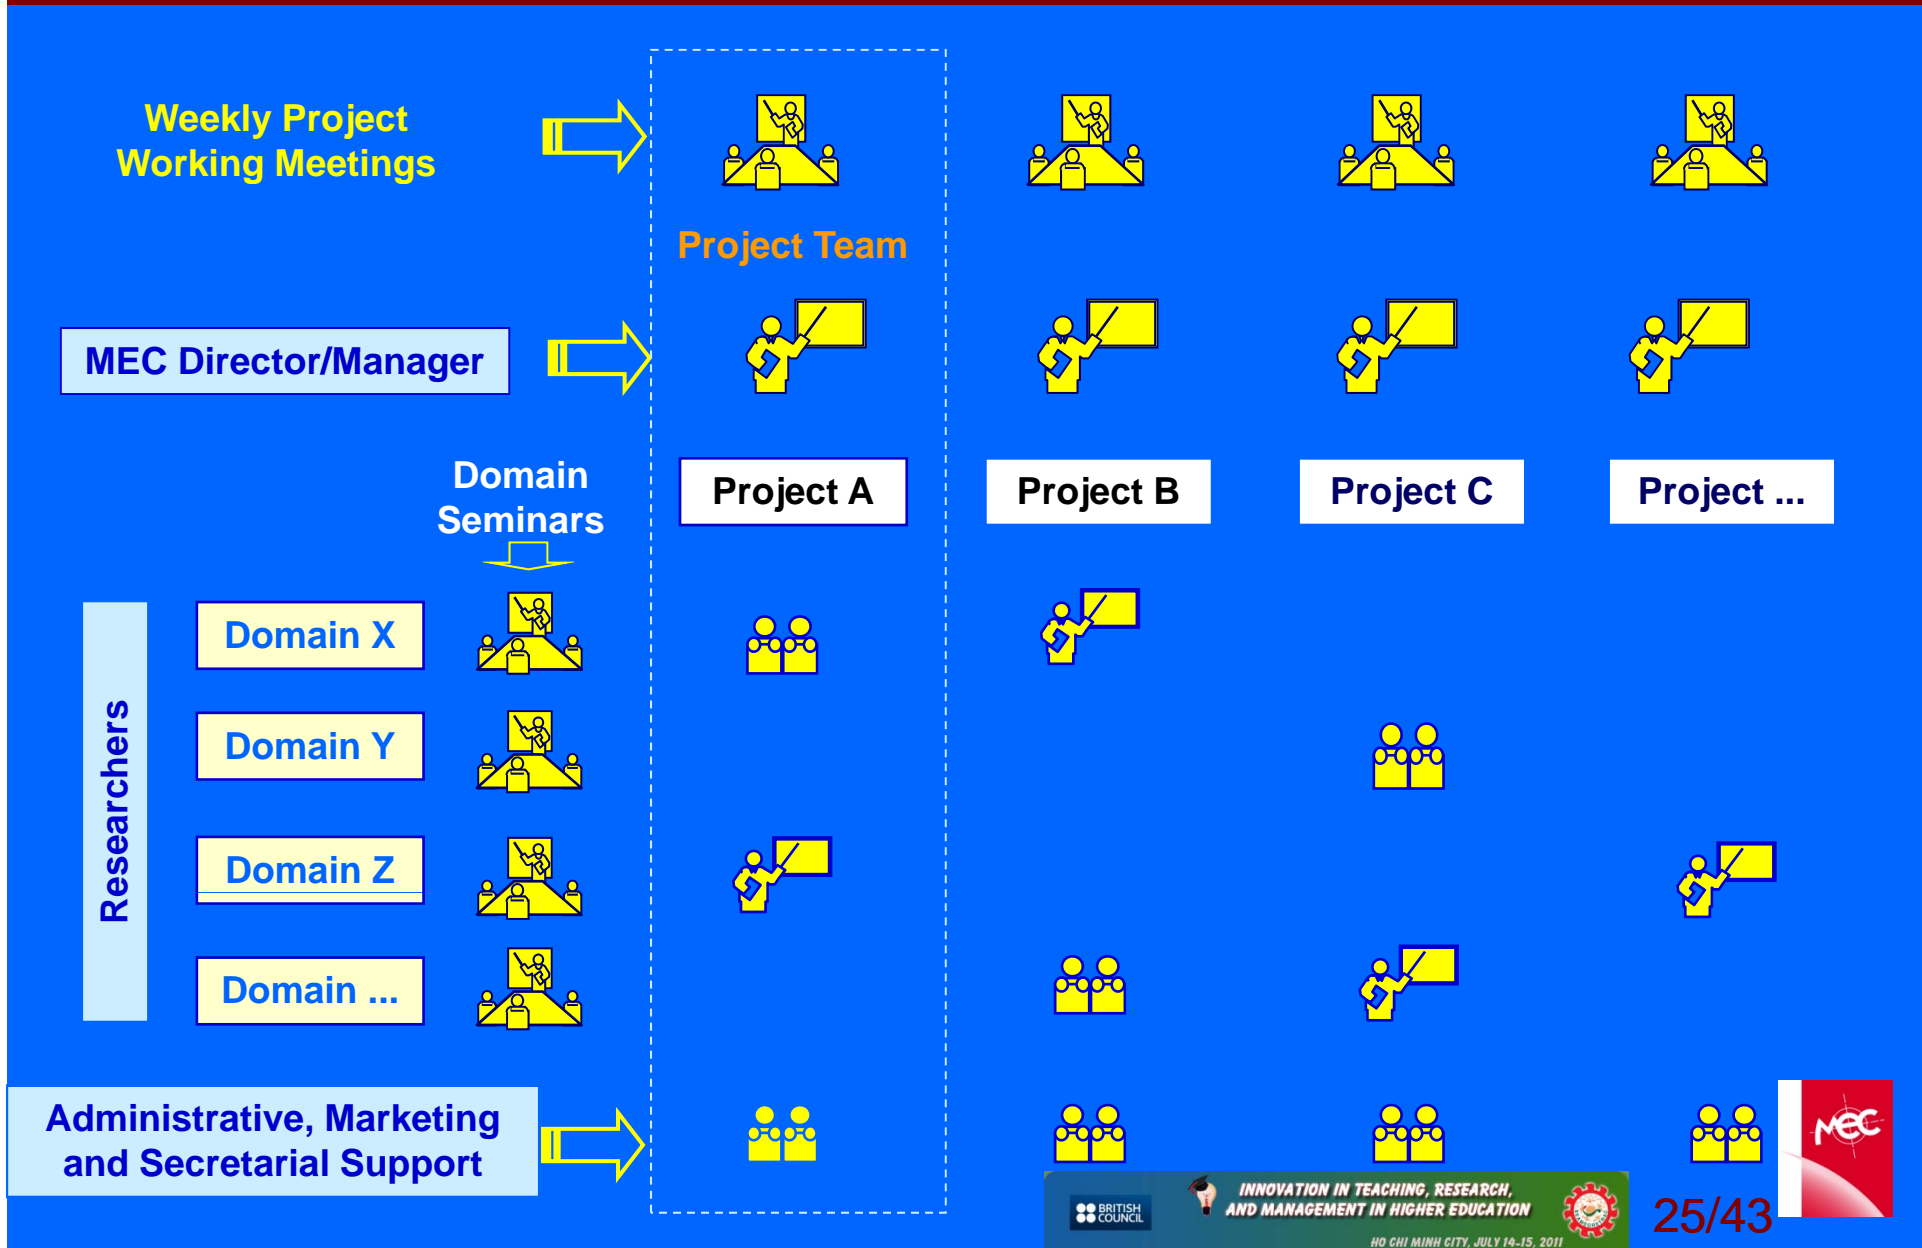 Weekly Project
Working Meetings
Project Team
MEC Director/Manager
Domain
Seminars
Project A
Project B
Project C
Project ...
Researchers
Domain X
Domain Y
Domain Z
Domain ...
Administrative, Marketing
and Secretarial Support
MEC
BRITISH
COUNCIL
INNOVATION IN TEACHING, RESEARCH,
AND MANAGEMENT IN HIGHER EDUCATION
HO CHI MINH CITY, JULY 14-15, 2011
25/43